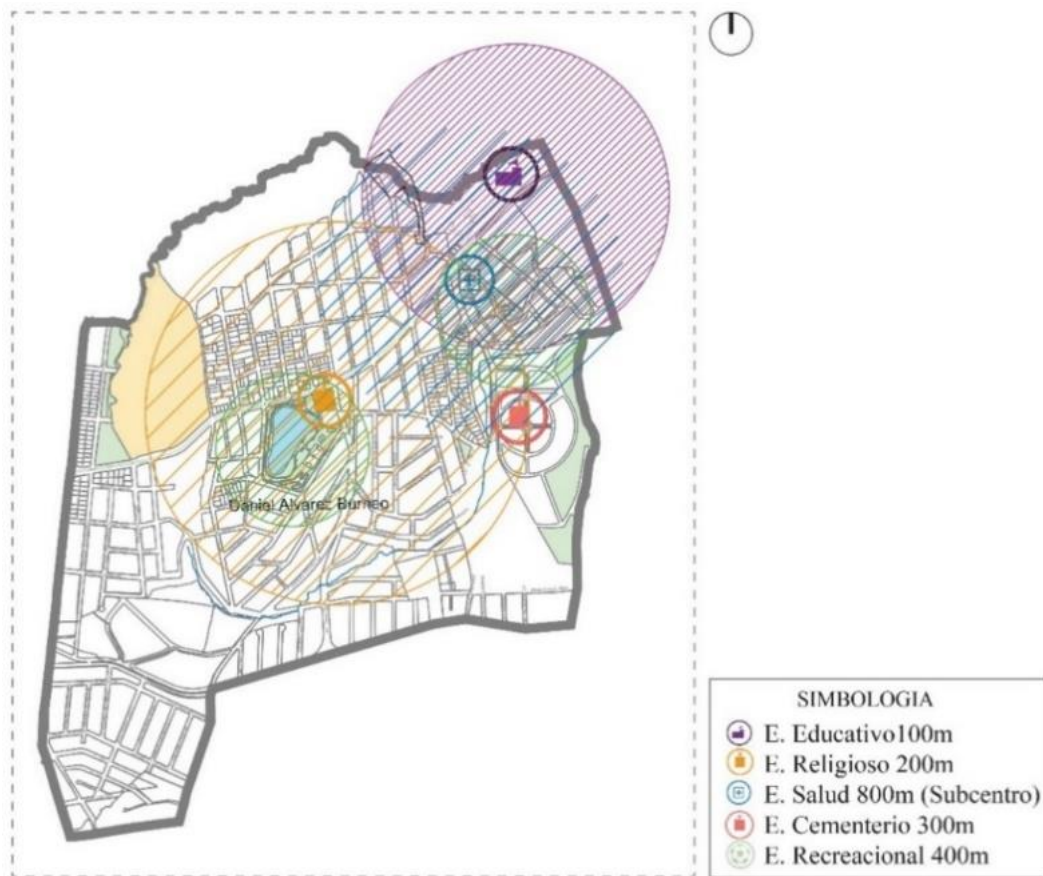 Daniel Alvarez Burneo
SIMBOLOGIA
E. Educativo100m
E. Religioso 200m
E. Salud 800m (Subcentro)
E. Cementerio 300m
E. Recreacional 400m